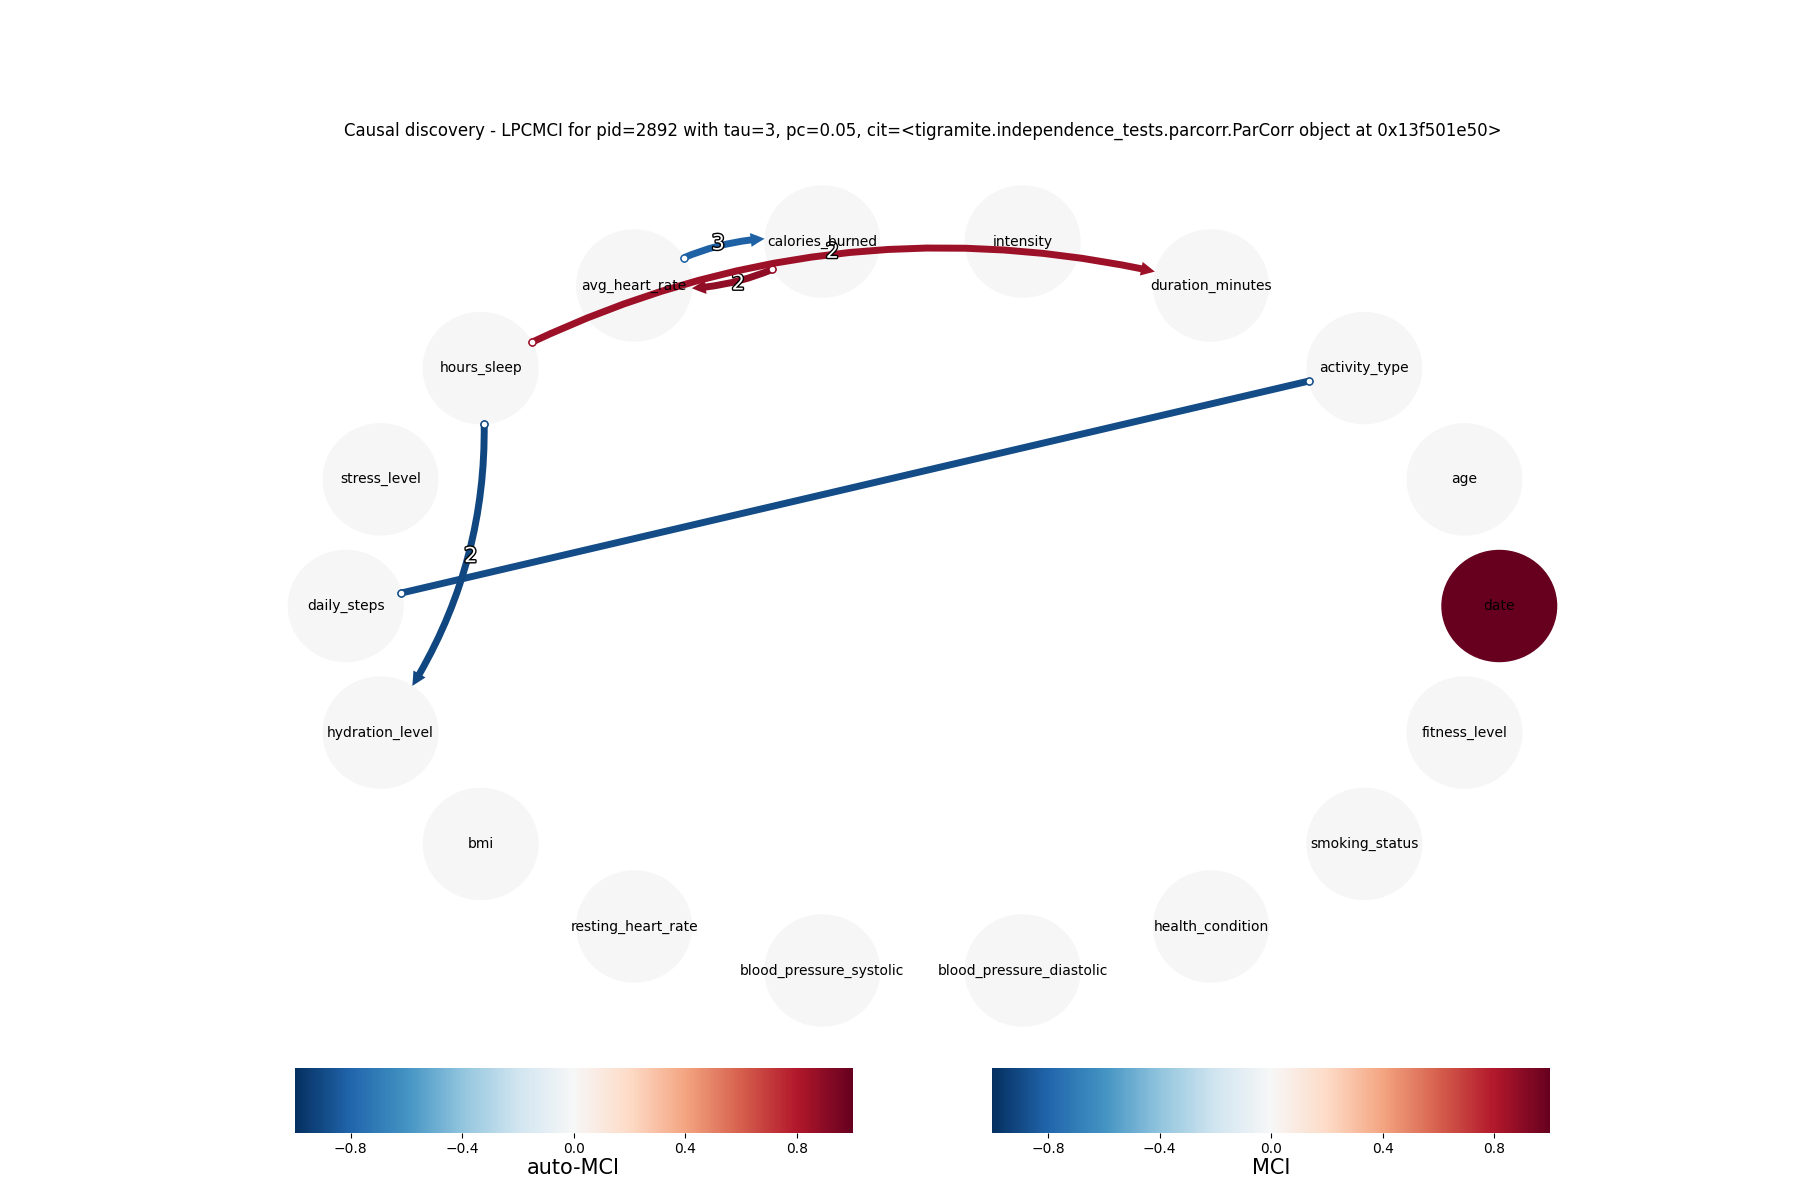 Causal discovery - LPCMCI for pid=2892 with tau=3, pc=0.05, cit=<tigramite.independence_tests.parcorr.ParCorr object at 0x13f501e50>
3
calories_burned
intensity
2
avg_heart_rate
2
duration_minutes
hours_sleep
activity_type
stress_level
age
2
daily_steps
date
hydration_level
fitness_level
bmi
smoking_status
resting_heart_rate
health_condition
blood_pressure_systolic
blood_pressure_diastolic
−0.8 −0.4 0.0 0.4 0.8
auto-MCI
−0.8 −0.4 0.0 0.4 0.8
MCI